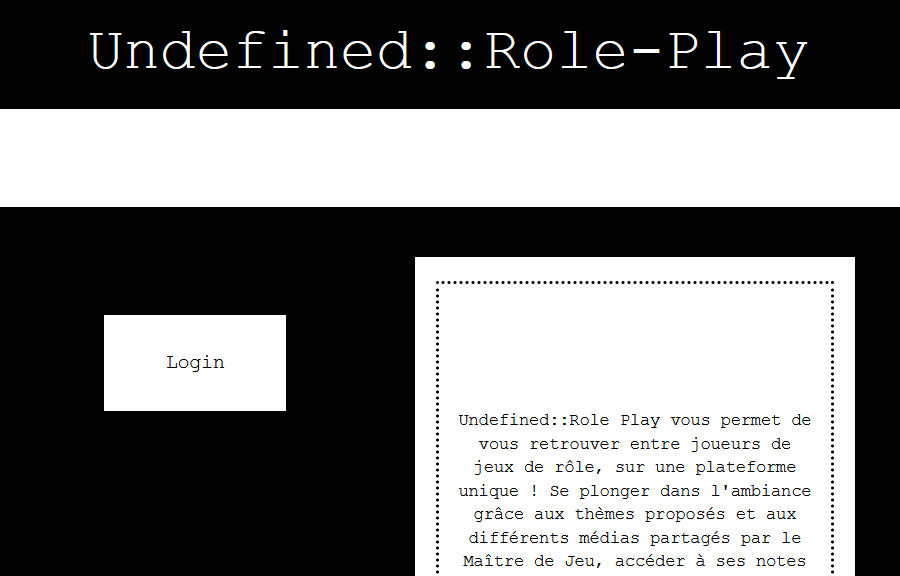 Undefined::Role-Play
Login
Undefined::Role Play vous permet de
vous retrouver entre joueurs de
jeux de rôle, sur une plateforme
unique ! Se plonger dans l'ambiance
grâce aux thèmes proposés et aux
différents médias partagés par le
Maître de Jeu, accéder à ses notes